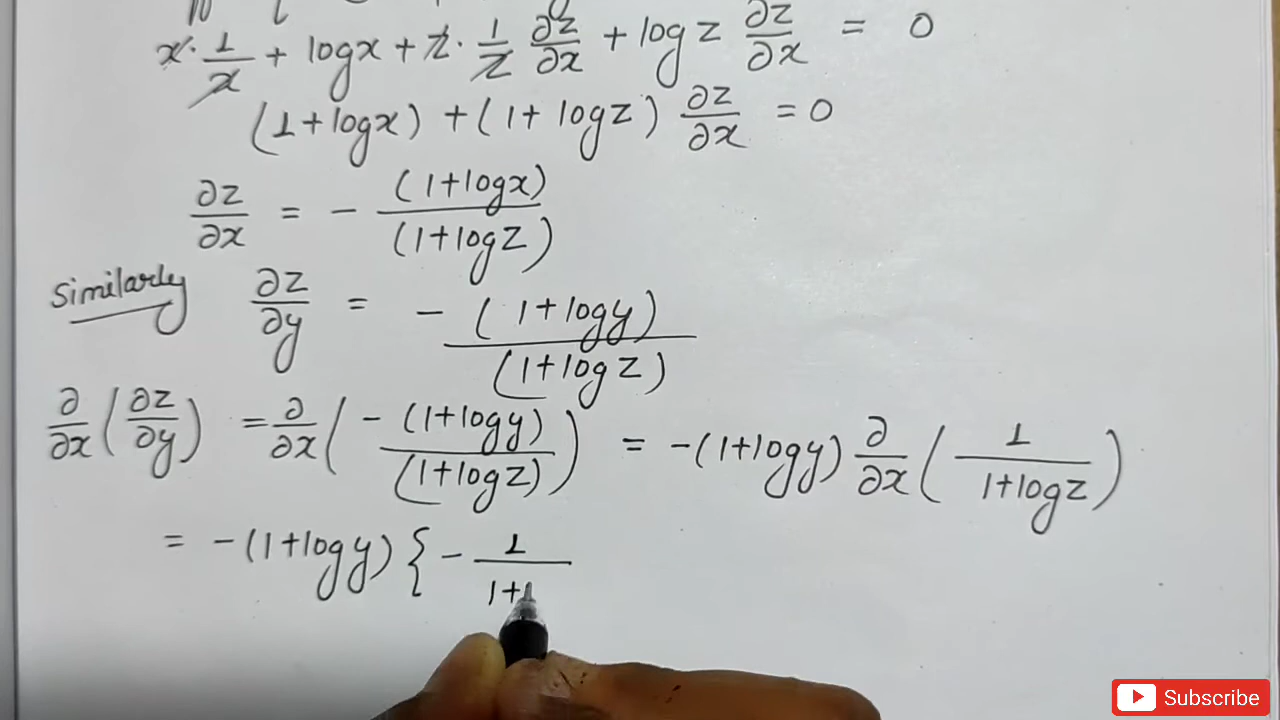 x · 1/x + log x + z · 1/z ∂z/∂x + log z ∂z/∂x = 0
(1 + log x) + (1 + log z) ∂z/∂x = 0
∂z/∂x = - (1 + log x)/(1 + log z)
Similarly ∂z/∂y = - (1 + log y)/(1 + log z)
∂/∂x (∂z/∂y) = ∂/∂x (- (1 + log y)/(1 + log z)) = -(1 + log y) ∂/∂x (1/(1 + log z))
= -(1 + log y) { - 1/(1+
Subscribe